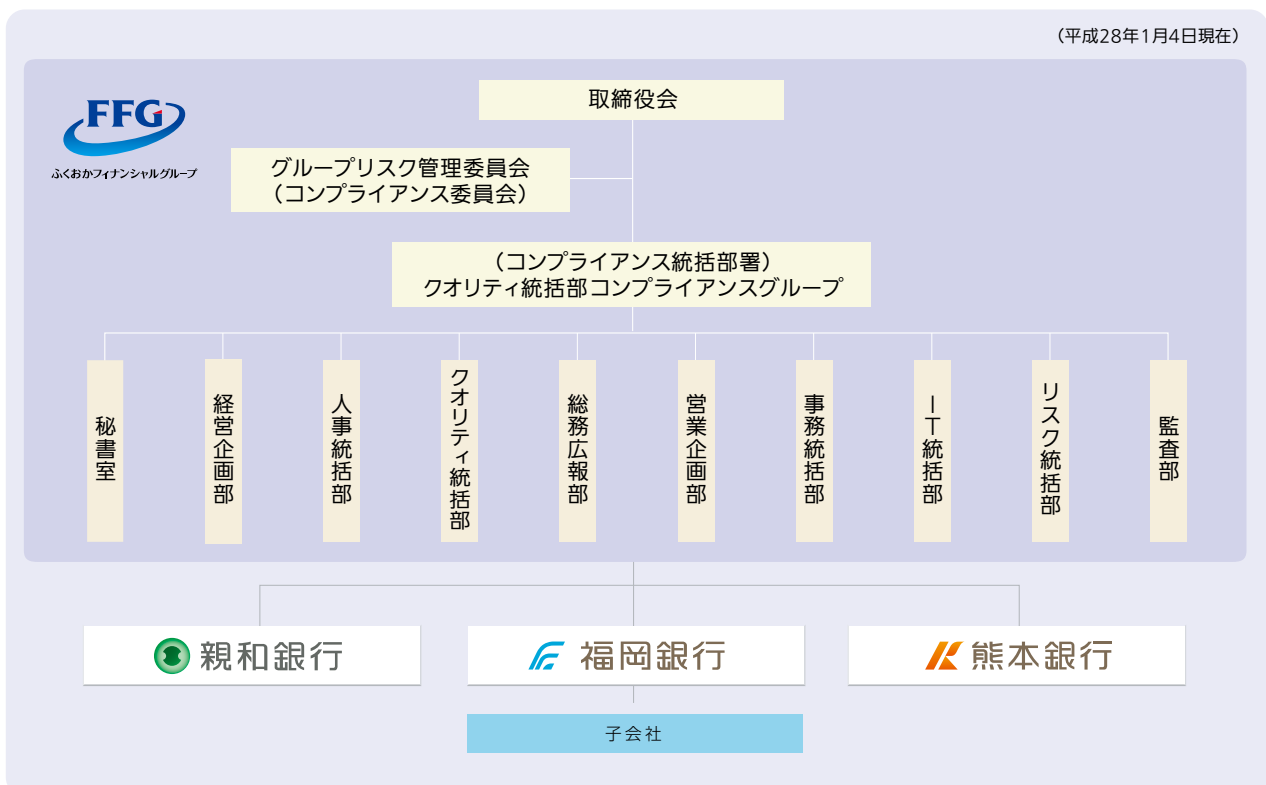 （平成28年1月4日現在）
FFG
ふくおかフィナンシャルグループ
取締役会
グループリスク管理委員会
（コンプライアンス委員会）
（コンプライアンス統括部署）
クオリティ統括部コンプライアンスグループ
秘書室
経営企画部
人事統括部
クオリティ統括部
総務広報部
営業企画部
事務統括部
IT統括部
リスク統括部
監査部
親和銀行
福岡銀行
熊本銀行
子会社